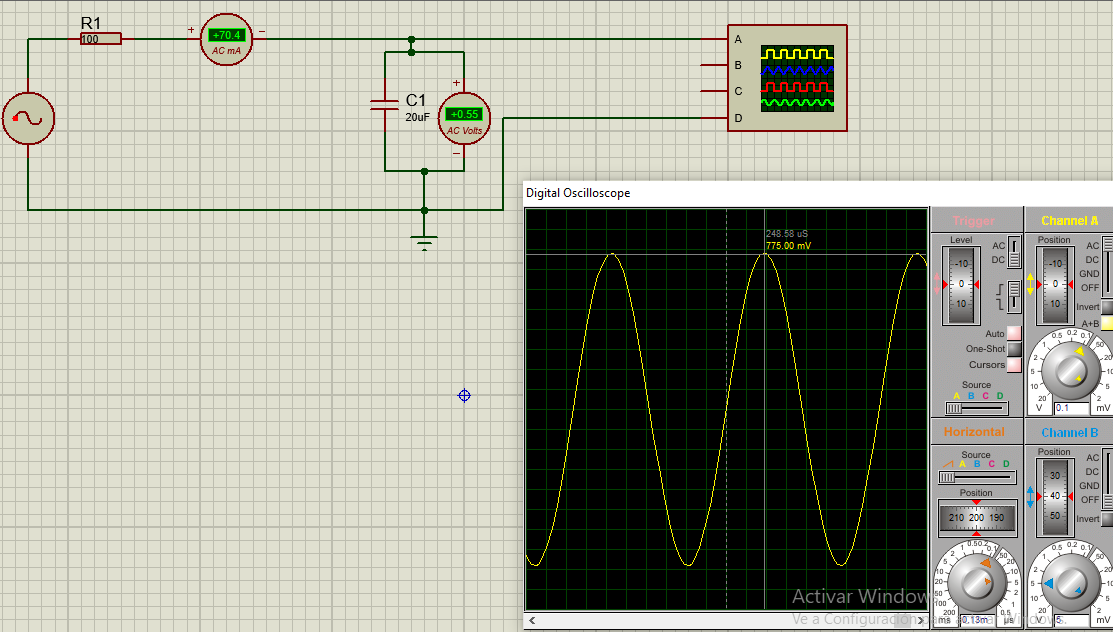 R1
100
+
+70.4
AC mA
−
A
B
C
D
C1
20uF
+
+0.55
AC Volts
−
Digital Oscilloscope
248.58 uS
775.00 mV
Trigger
Level
AC
DC
-10
0
10
Auto
One-Shot
Cursors
Source
A B C D
Channel A
Position
AC
DC
GND
OFF
-10
0
10
Invert
A+B
V
0.1
mV
Horizontal
Source
A B C D
Position
210 200 190
ms
0.13m
µs
Channel B
Position
AC
DC
GND
OFF
30
40
50
Invert
V
5
mV
Activar Window
Ve a Configuración para activar Windows.